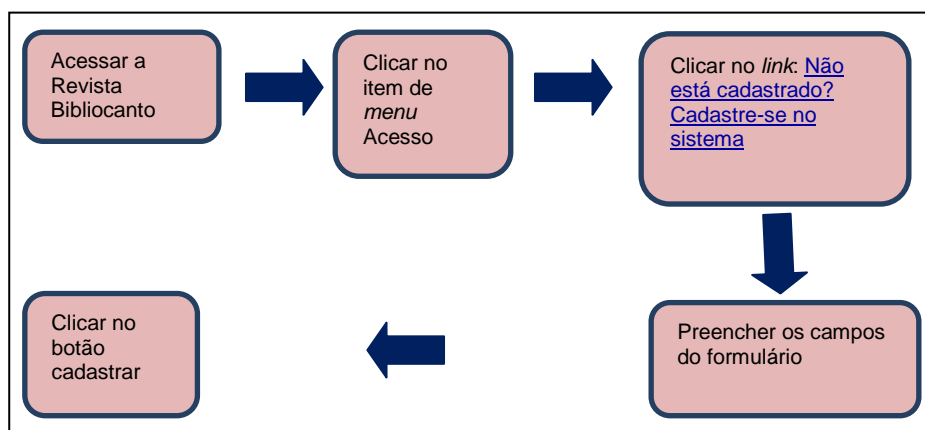 Acessar a
Revista
Bibliocanto
Clicar no
item de
menu
Acesso
Clicar no link: Não
está cadastrado?
Cadastre-se no
sistema
Preencher os campos
do formulário
Clicar no
botão
cadastrar